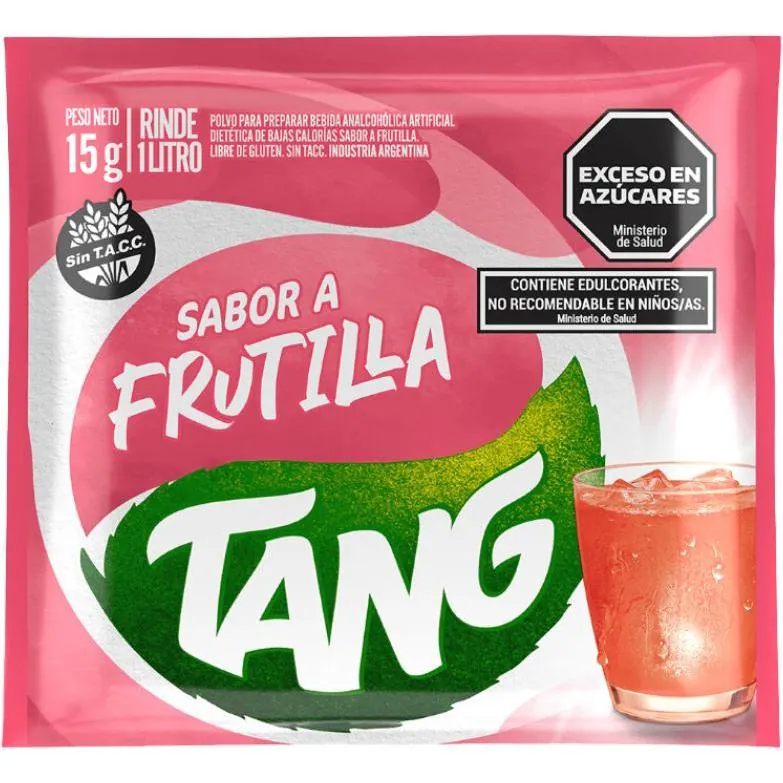 PESO NETO
15 g
RINDE
1 LITRO
POLVO PARA PREPARAR BEBIDA ANALCOHÓLICA ARTIFICIAL
DIETÉTICA DE BAJAS CALORÍAS SABOR A FRUTILLA.
LIBRE DE GLUTEN. SIN TACC. INDUSTRIA ARGENTINA
Sin T.A.C.C.
EXCESO EN
AZÚCARES
Ministerio
de Salud
CONTIENE EDULCORANTES,
NO RECOMENDABLE EN NIÑOS/AS.
Ministerio de Salud
SABOR A
FRUTILLA
TANG